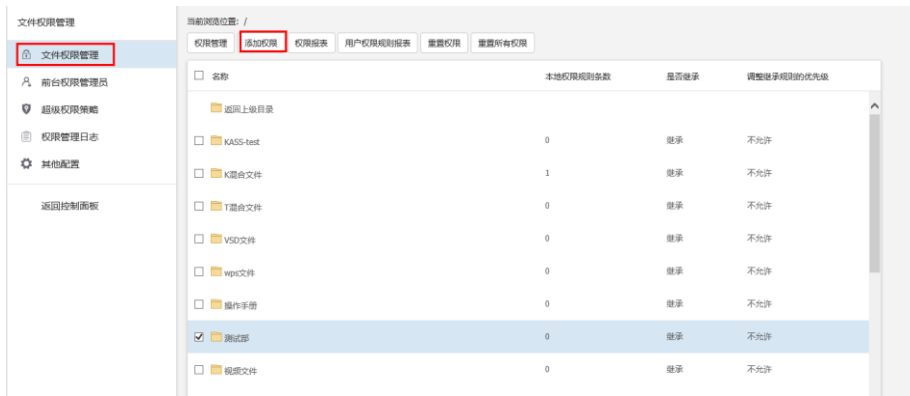 文件权限管理
文件权限管理
前台权限管理员
超级权限策略
权限管理日志
其他配置
返回控制面板
当前浏览位置: /
权限管理 添加权限 权限报表 用户权限规则报表 重置权限 重置所有权限
名称 本地权限规则条数 是否继承 调整继承规则的优先级
返回上级目录
KASS-test 0 继承 不允许
K混合文件 1 继承 不允许
T混合文件 0 继承 不允许
VSD文件 0 继承 不允许
wps文件 0 继承 不允许
操作手册 0 继承 不允许
测试部 0 继承 不允许
视频文件 0 继承 不允许